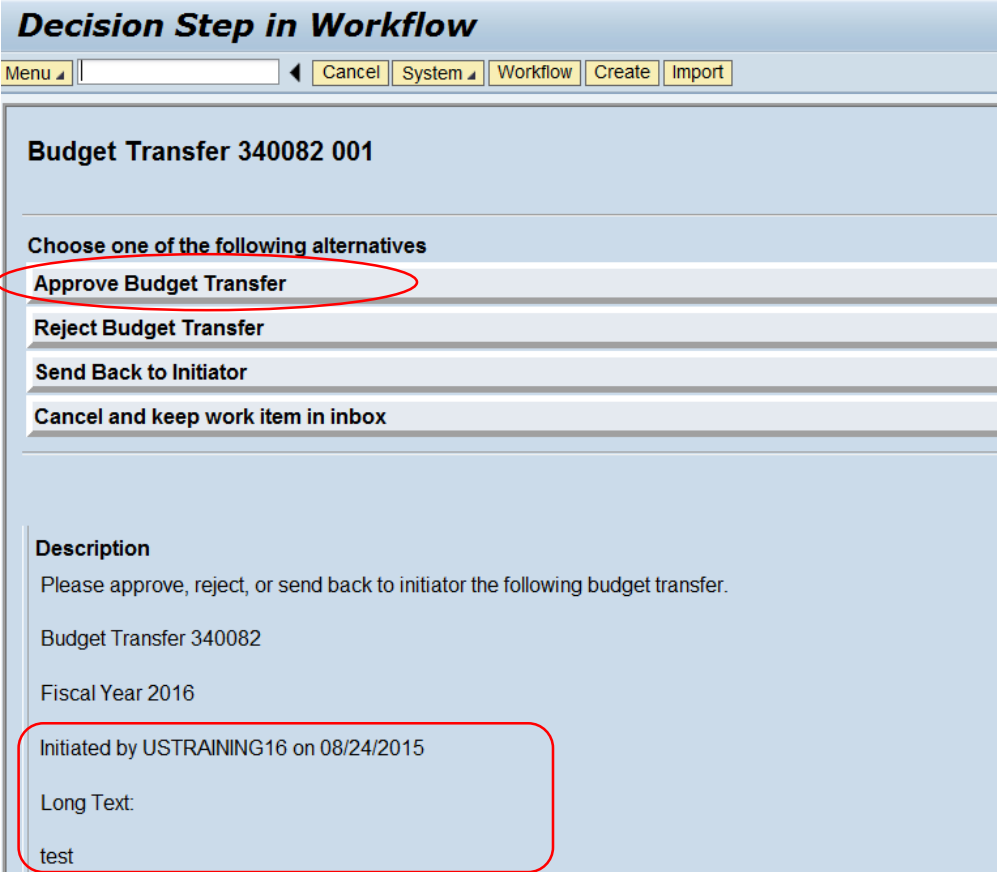 Decision Step in Workflow
Menu Cancel System Workflow Create Import
Budget Transfer 340082 001
Choose one of the following alternatives
Approve Budget Transfer
Reject Budget Transfer
Send Back to Initiator
Cancel and keep work item in inbox
Description
Please approve, reject, or send back to initiator the following budget transfer.
Budget Transfer 340082
Fiscal Year 2016
Initiated by USTRAINING16 on 08/24/2015
Long Text:
test